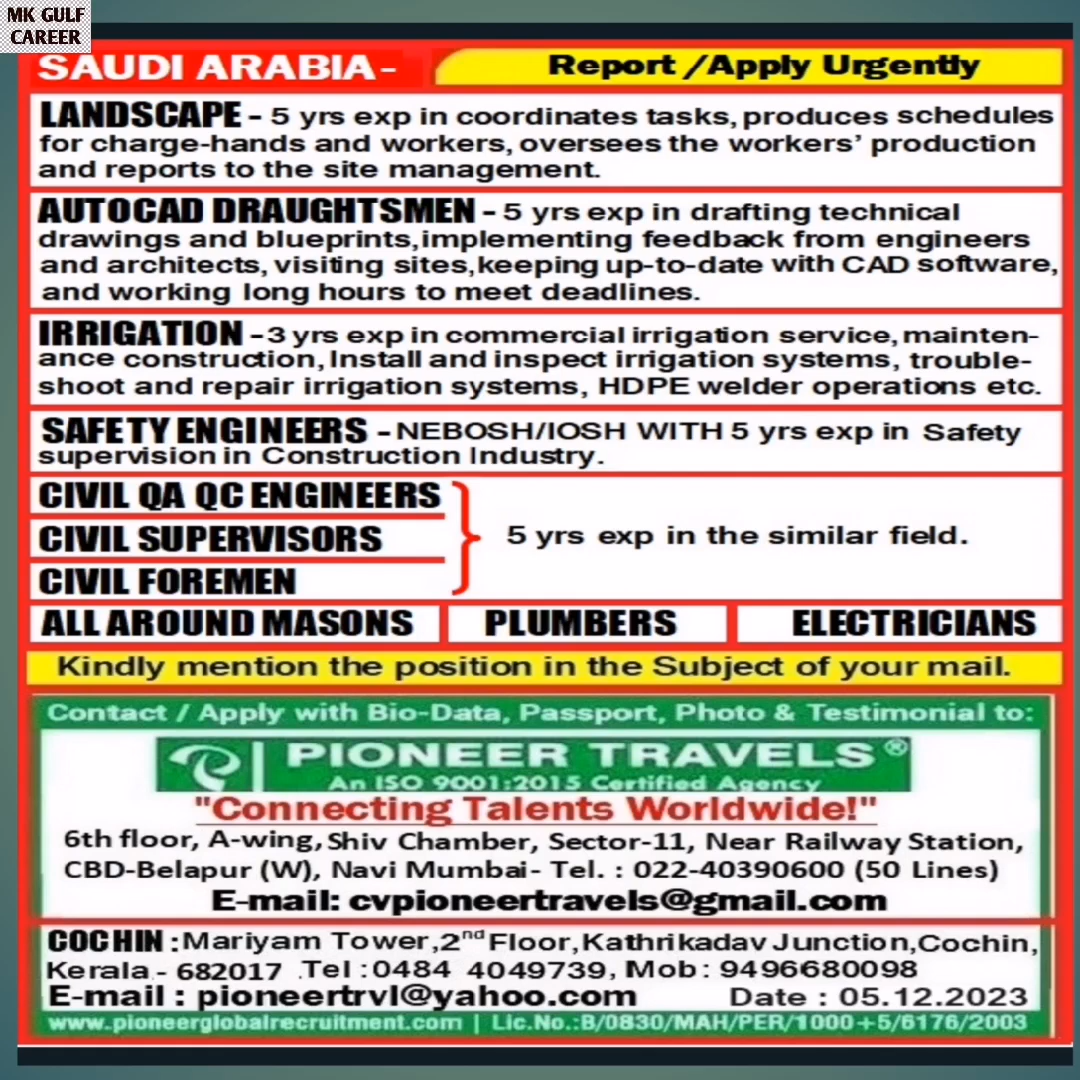 MK GULF
CAREER
SAUDI ARABIA-
Report /Apply Urgently
LANDSCAPE - 5 yrs exp in coordinates tasks, produces schedules
for charge-hands and workers, oversees the workers' production
and reports to the site management.
AUTOCAD DRAUGHTSMEN - 5 yrs exp in drafting technical
drawings and blueprints, implementing feedback from engineers
and architects, visiting sites, keeping up-to-date with CAD software,
and working long hours to meet deadlines.
IRRIGATION -3 yrs exp in commercial irrigation service, mainten-
ance construction, Install and inspect irrigation systems, trouble-
shoot and repair irrigation systems, HDPE welder operations etc.
SAFETY ENGINEERS - NEBOSH/IOSH WITH 5 yrs exp in Safety
supervision in Construction Industry.
CIVIL QA QC ENGINEERS
CIVIL SUPERVISORS
5 yrs exp in the similar field.
CIVIL FOREMEN
ALL AROUND MASONS
PLUMBERS
ELECTRICIANS
Kindly mention the position in the Subject of your mail.
Contact / Apply with Bio-Data, Passport, Photo & Testimonial to:
PIONEER TRAVELS®
An ISO 9001:2015 Certified Agency
"Connecting Talents Worldwide!"
6th floor, A-wing, Shiv Chamber, Sector-11, Near Railway Station,
CBD-Belapur (W), Navi Mumbai- Tel. : 022-40390600 (50 Lines)
E-mail: cvpioneertravels@gmail.com
COCHIN : Mariyam Tower, 2nd Floor, Kathrikadav Junction, Cochin,
Kerala - 682017 .Tel :0484 4049739, Mob: 9496680098
E-mail : pioneertrvl@yahoo.com Date : 05.12.2023
www.pioneerglobalrecruitment.com | Lic.No.:B/0830/MAH/PER/1000+5/6176/2003